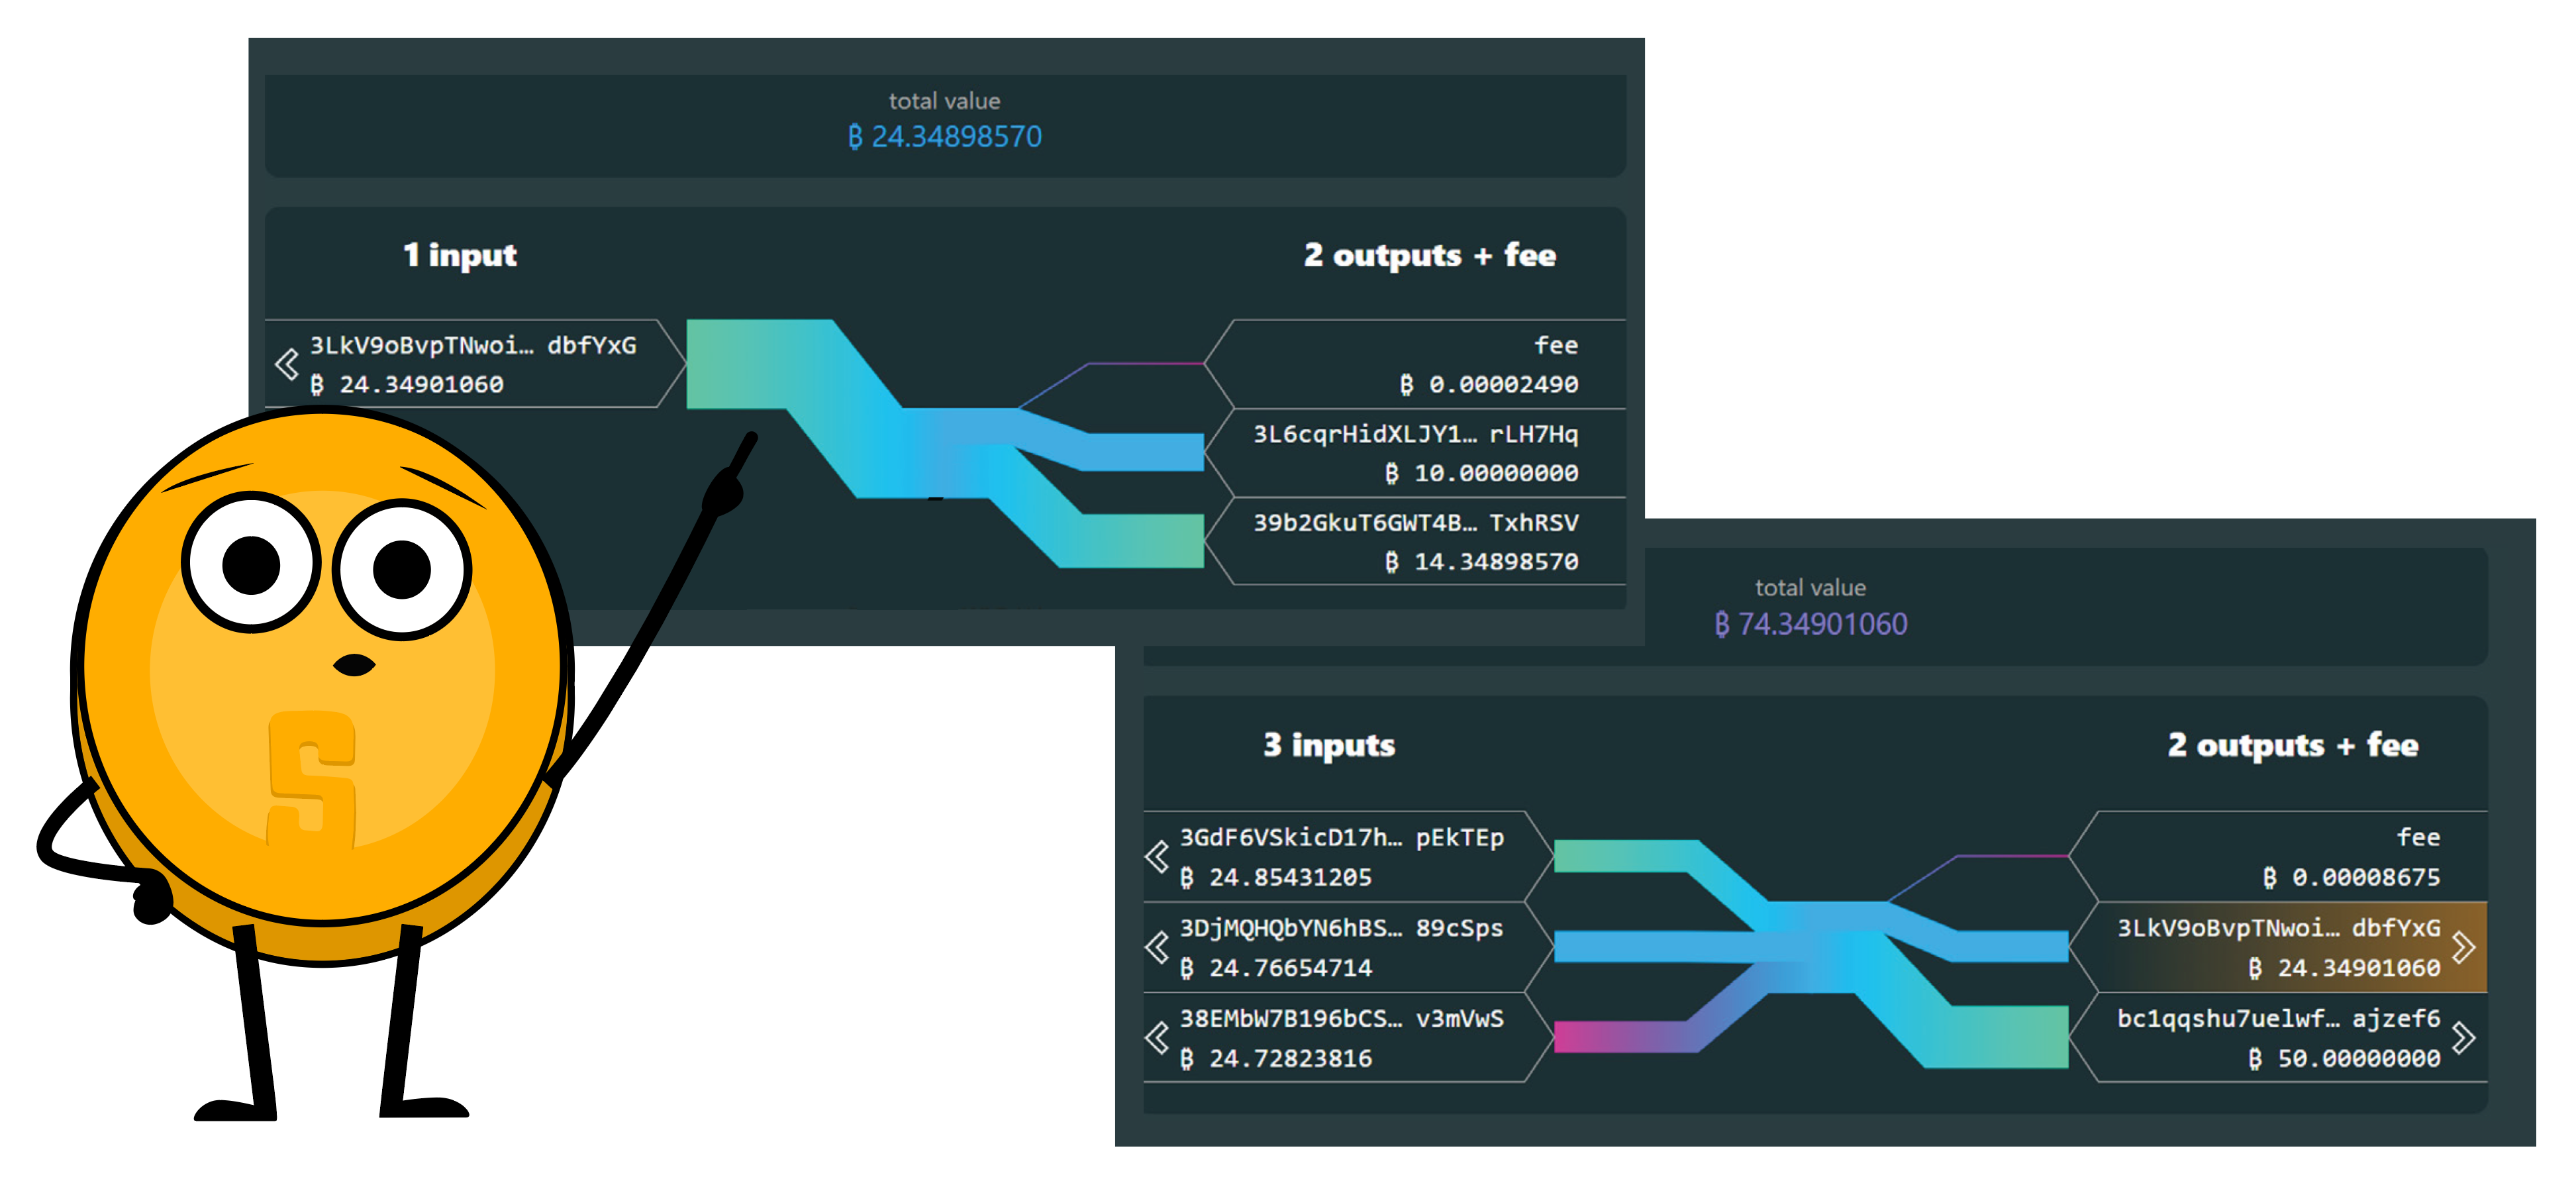 total value
₿ 24.34898570
1 input
2 outputs + fee
3LkV9oBvpTNwoi… dbfYxG
₿ 24.34901060
fee
₿ 0.00002490
3L6cqrHidXLJY1… rLH7Hq
₿ 10.00000000
39b2GkuT6GWT4B… TxhRSV
₿ 14.34898570
S
total value
₿ 74.34901060
3 inputs
2 outputs + fee
3GdF6VSkicD17h… pEkTEp
₿ 24.85431205
3DjMQHQbYN6hBS… 89cSps
₿ 24.76654714
38EMbW7B196bCS… v3mVwS
₿ 24.72823816
fee
₿ 0.00008675
3LkV9oBvpTNwoi… dbfYxG
₿ 24.34901060
bc1qqshu7uelwf… ajzef6
₿ 50.00000000